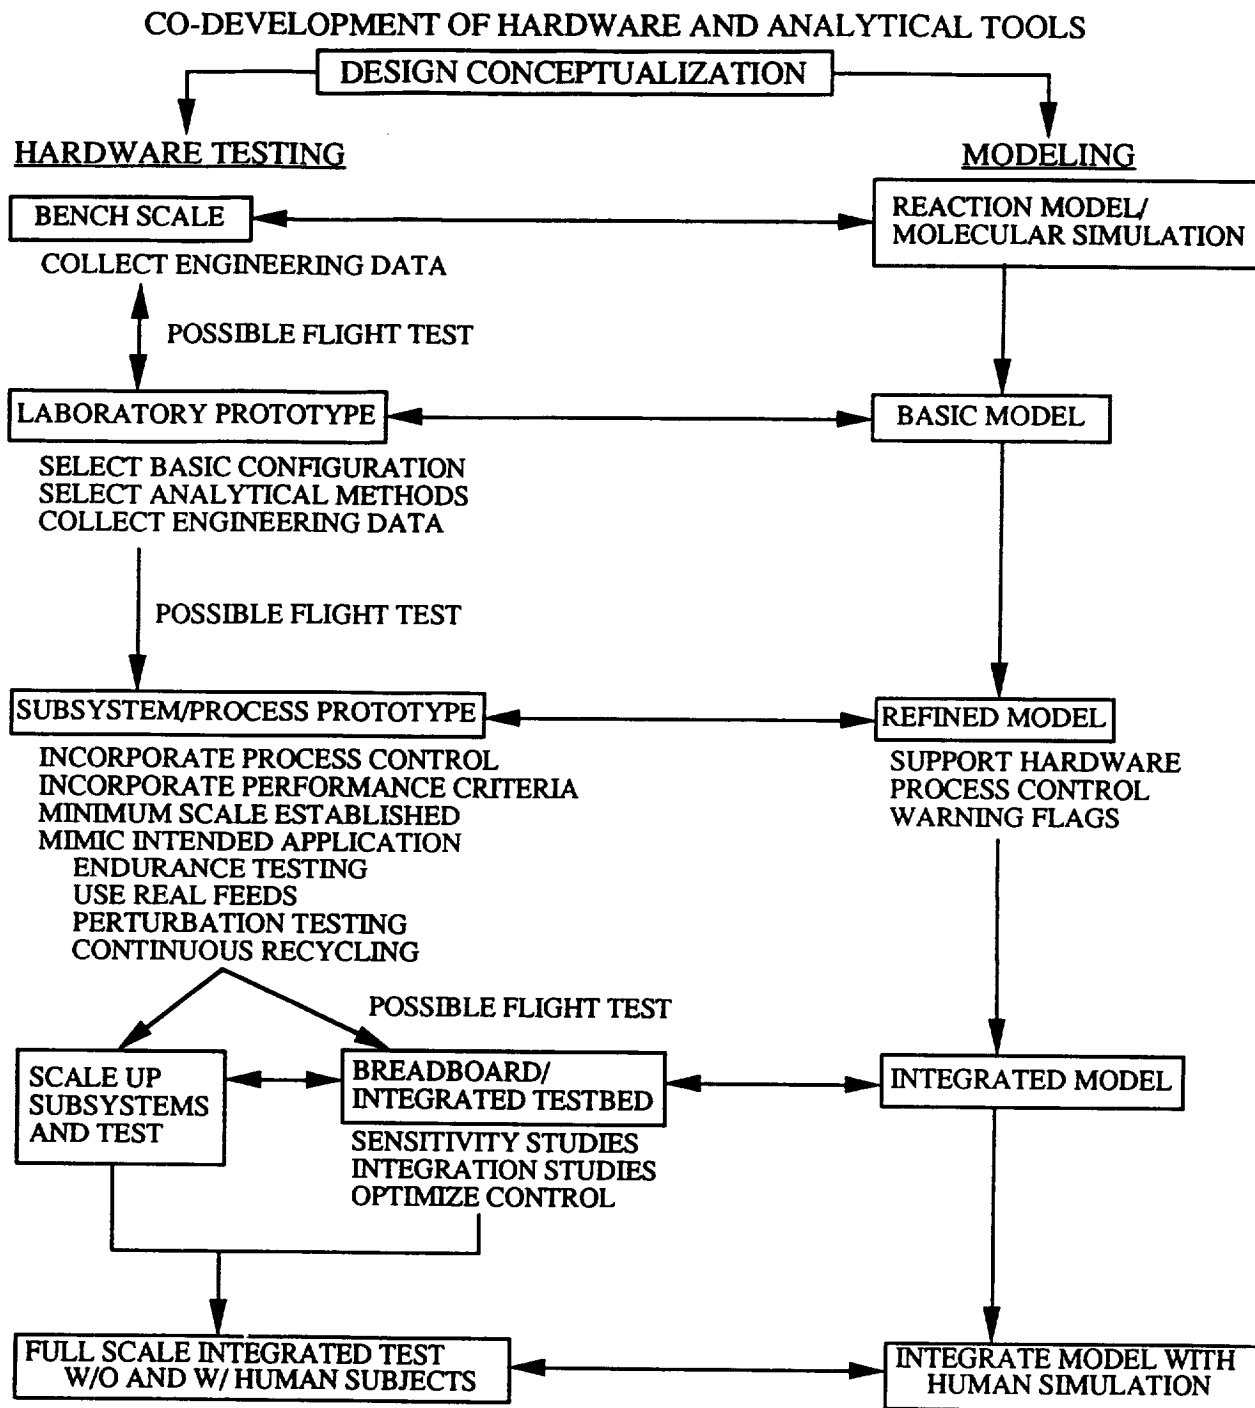 CO-DEVELOPMENT OF HARDWARE AND ANALYTICAL TOOLS
DESIGN CONCEPTUALIZATION
HARDWARE TESTING
MODELING
BENCH SCALE
REACTION MODEL/
MOLECULAR SIMULATION
COLLECT ENGINEERING DATA
POSSIBLE FLIGHT TEST
LABORATORY PROTOTYPE
BASIC MODEL
SELECT BASIC CONFIGURATION
SELECT ANALYTICAL METHODS
COLLECT ENGINEERING DATA
POSSIBLE FLIGHT TEST
SUBSYSTEM/PROCESS PROTOTYPE
REFINED MODEL
INCORPORATE PROCESS CONTROL
INCORPORATE PERFORMANCE CRITERIA
MINIMUM SCALE ESTABLISHED
MIMIC INTENDED APPLICATION
ENDURANCE TESTING
USE REAL FEEDS
PERTURBATION TESTING
CONTINUOUS RECYCLING
SUPPORT HARDWARE
PROCESS CONTROL
WARNING FLAGS
POSSIBLE FLIGHT TEST
SCALE UP
SUBSYSTEMS
AND TEST
BREADBOARD/
INTEGRATED TESTBED
INTEGRATED MODEL
SENSITIVITY STUDIES
INTEGRATION STUDIES
OPTIMIZE CONTROL
FULL SCALE INTEGRATED TEST
W/O AND W/ HUMAN SUBJECTS
INTEGRATE MODEL WITH
HUMAN SIMULATION